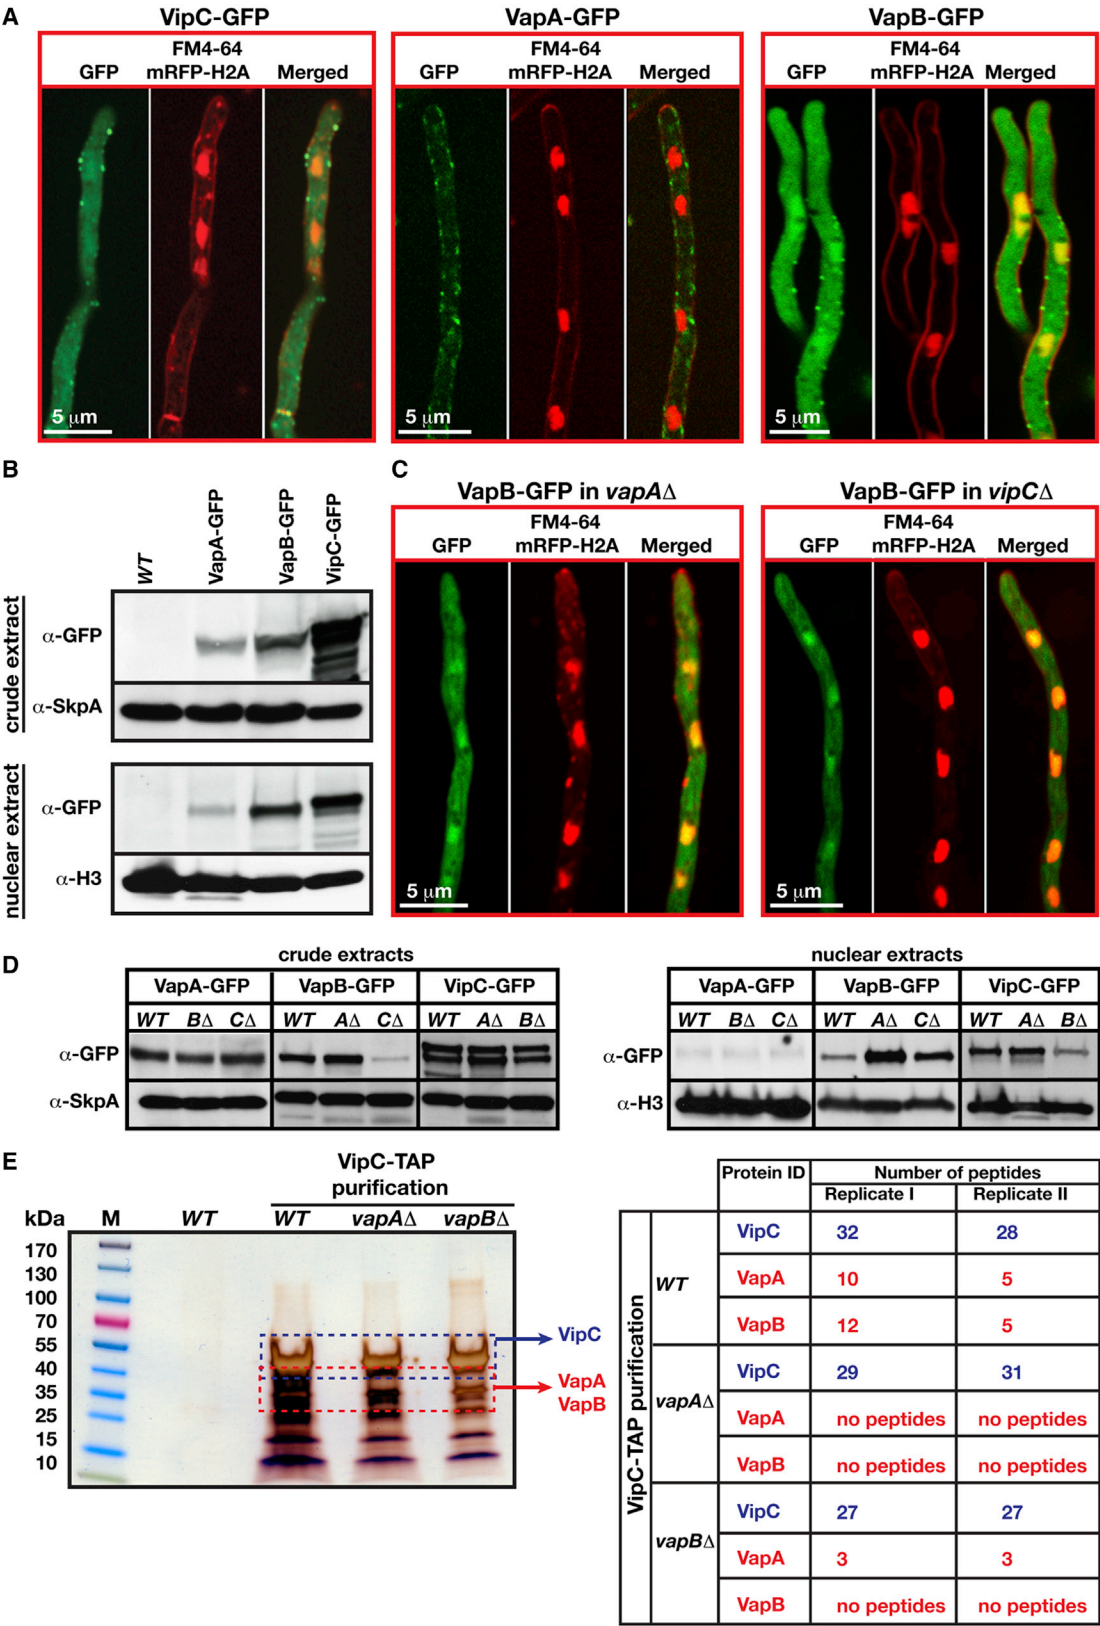 A
VipC-GFP
VapA-GFP
VapB-GFP
GFP
FM4-64
mRFP-H2A
Merged
GFP
FM4-64
mRFP-H2A
Merged
GFP
FM4-64
mRFP-H2A
Merged
5 μm
5 μm
5 μm
B
WT
VapA-GFP
VapB-GFP
VipC-GFP
crude extract
α-GFP
α-SkpA
nuclear extract
α-GFP
α-H3
C
VapB-GFP in vapAΔ
VapB-GFP in vipCΔ
GFP
FM4-64
mRFP-H2A
Merged
GFP
FM4-64
mRFP-H2A
Merged
5 μm
5 μm
D
crude extracts
VapA-GFP VapB-GFP VipC-GFP
WT BΔ CΔ WT AΔ CΔ WT AΔ BΔ
α-GFP
α-SkpA
nuclear extracts
VapA-GFP VapB-GFP VipC-GFP
WT BΔ CΔ WT AΔ CΔ WT AΔ BΔ
α-GFP
α-H3
E
VipC-TAP
purification
kDa M WT WT vapAΔ vapBΔ
170
130
100
70
55
40
35
25
15
10
VipC
VapA
VapB
Protein ID Number of peptides
Replicate I Replicate II
VipC-TAP purification
WT
VipC 32 28
VapA 10 5
VapB 12 5
vapAΔ
VipC 29 31
VapA no peptides no peptides
VapB no peptides no peptides
vapBΔ
VipC 27 27
VapA 3 3
VapB no peptides no peptides